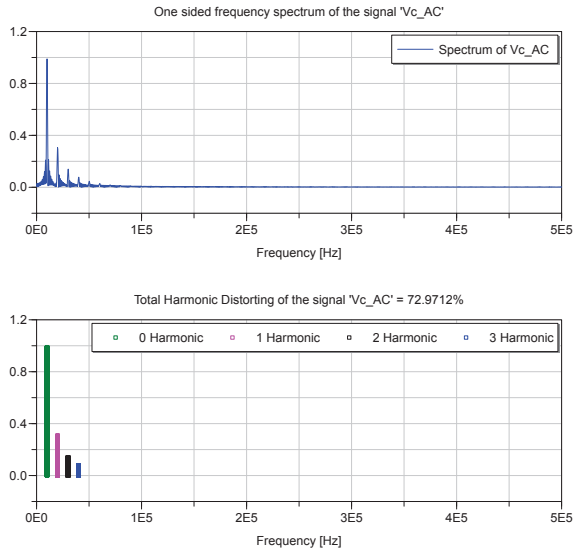 One sided frequency spectrum of the signal 'Vc_AC'
1.2
0.8
0.4
0.0
Spectrum of Vc_AC
0E0 1E5 2E5 3E5 4E5 5E5
Frequency [Hz]
Total Harmonic Distorting of the signal 'Vc_AC' = 72.9712%
1.2
0.8
0.4
0.0
0 Harmonic 1 Harmonic 2 Harmonic 3 Harmonic
0E0 1E5 2E5 3E5 4E5 5E5
Frequency [Hz]